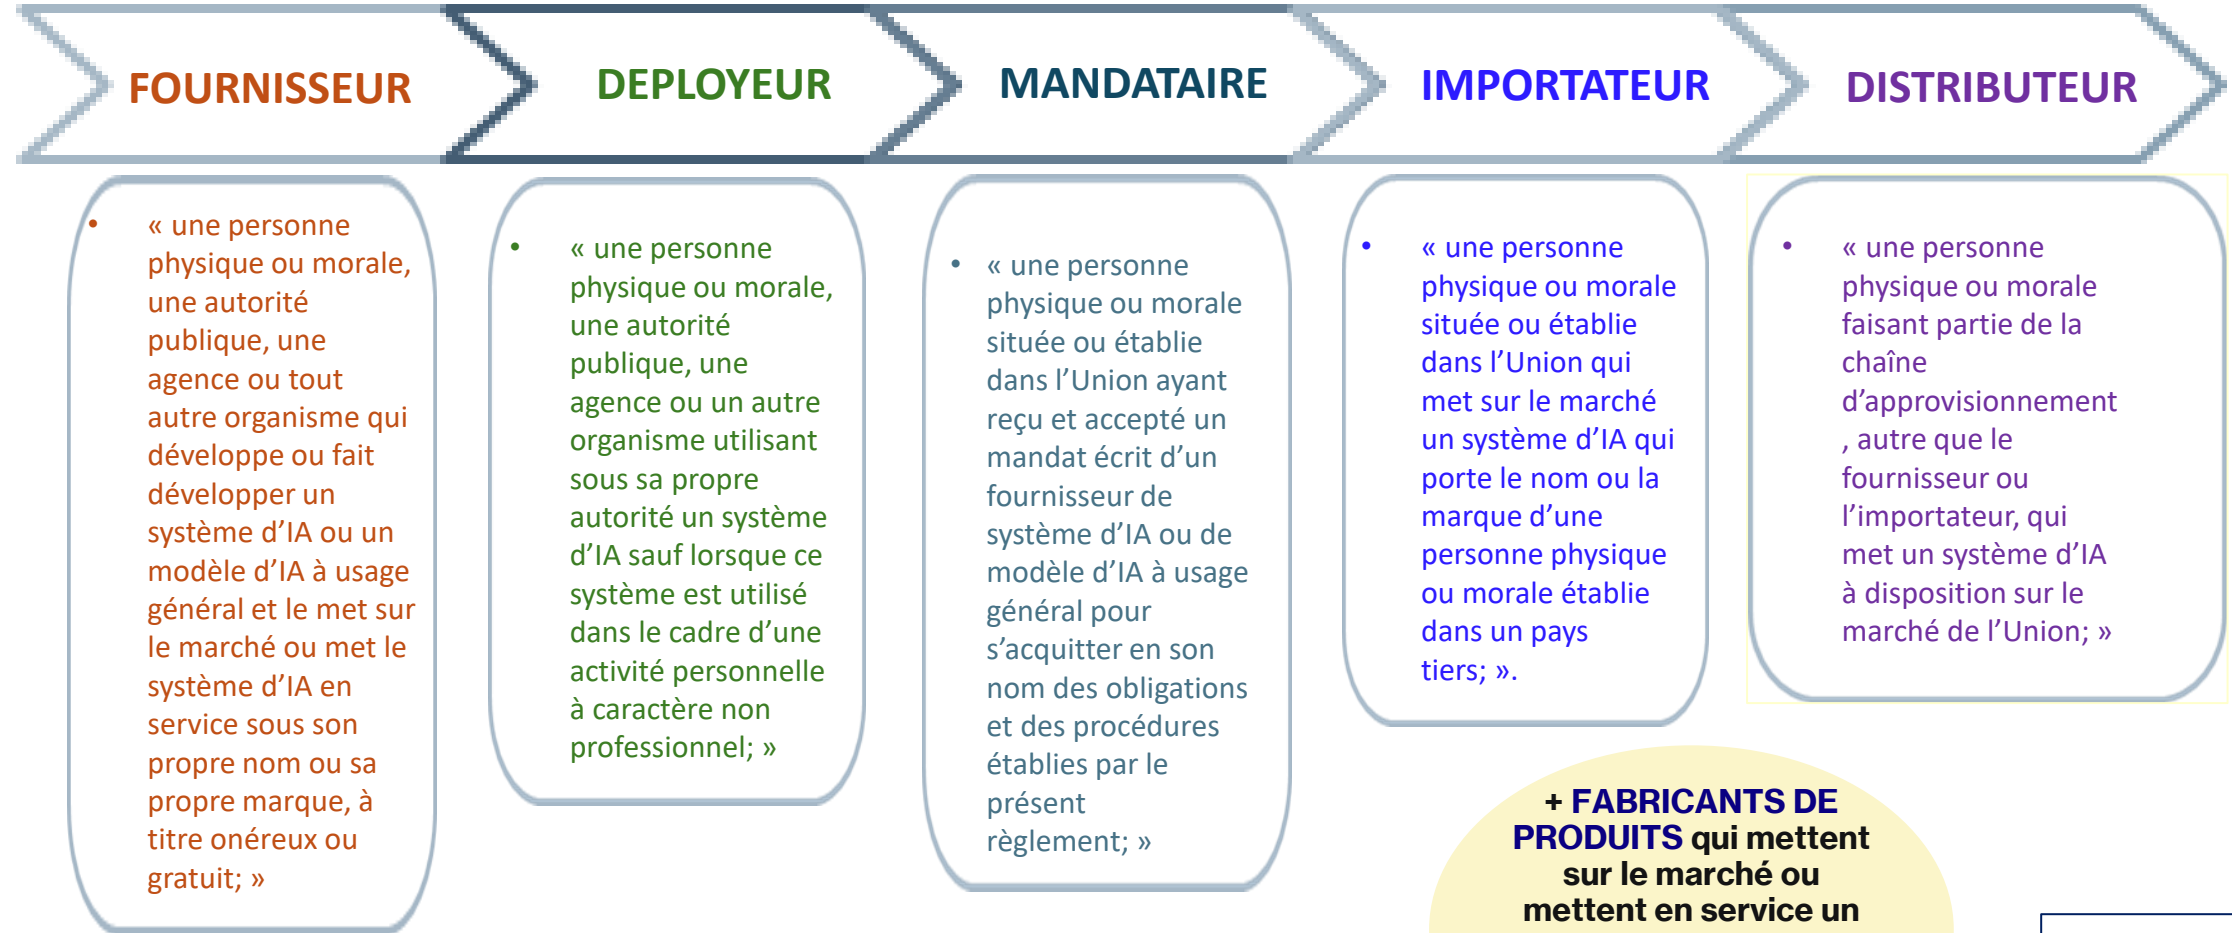 FOURNISSEUR
DEPLOYEUR
MANDATAIRE
IMPORTATEUR
DISTRIBUTEUR
• « une personne
physique ou morale,
une autorité
publique, une
agence ou tout
autre organisme qui
développe ou fait
développer un
système d’IA ou un
modèle d’IA à usage
général et le met sur
le marché ou met le
système d’IA en
service sous son
propre nom ou sa
propre marque, à
titre onéreux ou
gratuit; »
• « une personne
physique ou morale,
une autorité
publique, une
agence ou un autre
organisme utilisant
sous sa propre
autorité un système
d’IA sauf lorsque ce
système est utilisé
dans le cadre d’une
activité personnelle
à caractère non
professionnel; »
• « une personne
physique ou morale
située ou établie
dans l’Union ayant
reçu et accepté un
mandat écrit d’un
fournisseur de
système d’IA ou de
modèle d’IA à usage
général pour
s’acquitter en son
nom des obligations
et des procédures
établies par le
présent
règlement; »
• « une personne
physique ou morale
située ou établie
dans l’Union qui
met sur le marché
un système d’IA qui
porte le nom ou la
marque d’une
personne physique
ou morale établie
dans un pays
tiers; ».
• « une personne
physique ou morale
faisant partie de la
chaîne
d’approvisionnement
, autre que le
fournisseur ou
l’importateur, qui
met un système d’IA
à disposition sur le
marché de l’Union; »
+ FABRICANTS DE
PRODUITS qui mettent
sur le marché ou
mettent en service un